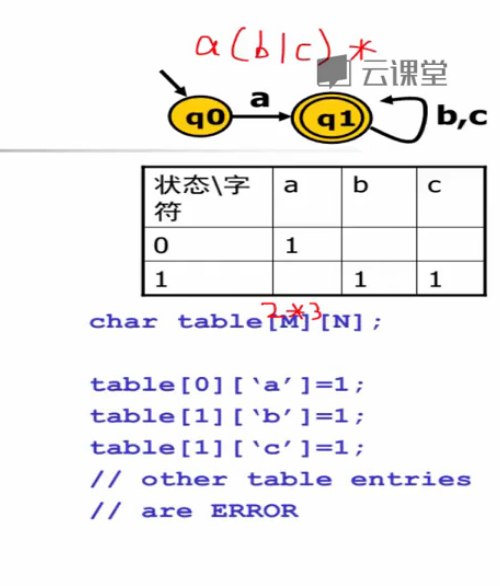 a(b|c)*
云课堂
q0 a q1 b,c
状态\字符 a b c
0 1
1 1 1
2*3
char table[M][N];
table[0][‘a’]=1;
table[1][‘b’]=1;
table[1][‘c’]=1;
// other table entries
// are ERROR